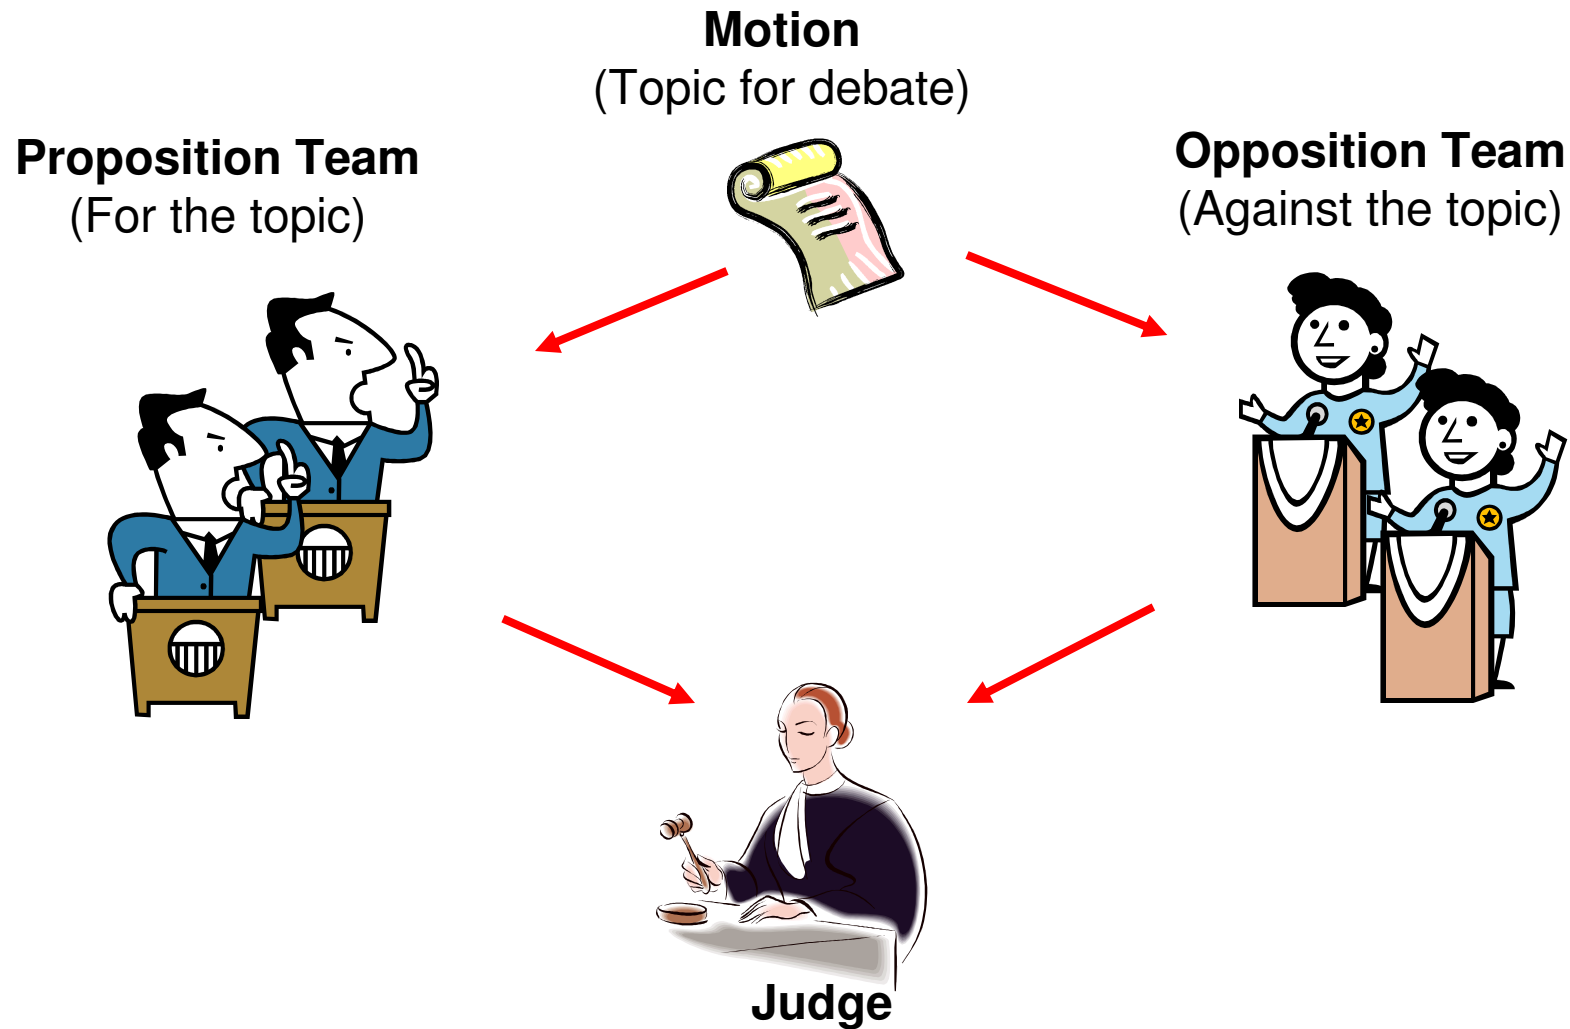 Motion
(Topic for debate)
Proposition Team
(For the topic)
Opposition Team
(Against the topic)
Judge